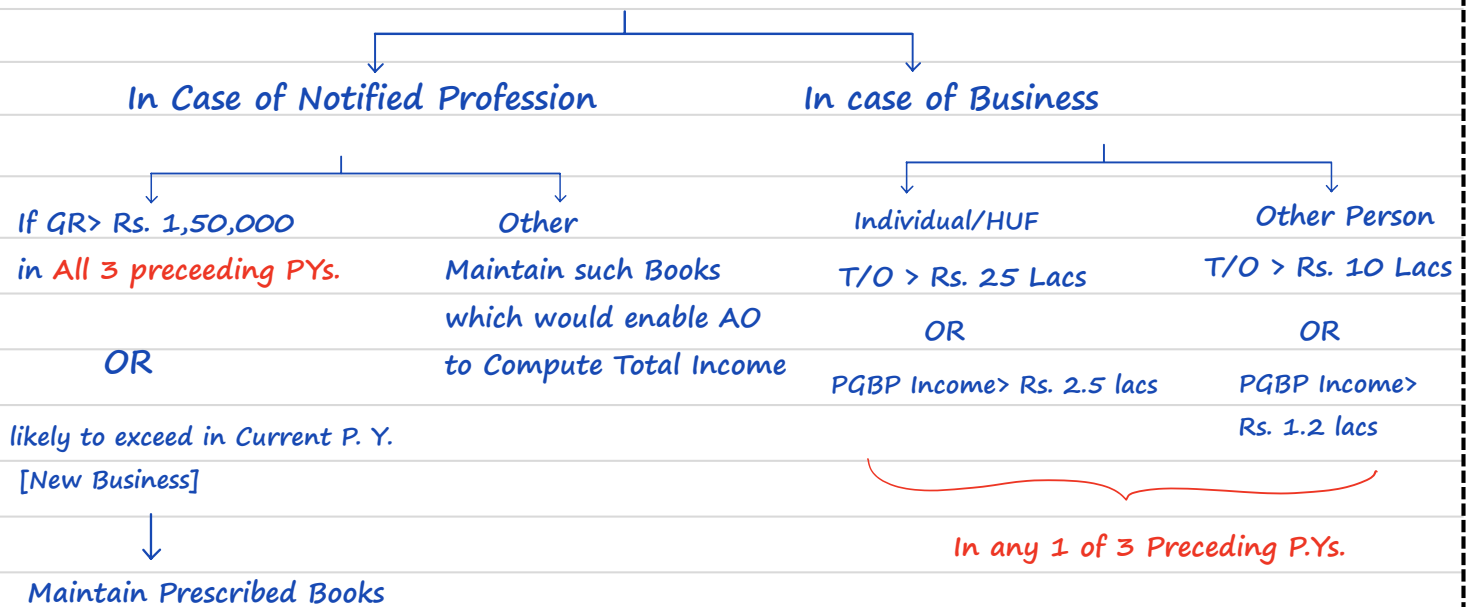 In Case of Notified Profession
In case of Business
If GR> Rs. 1,50,000
in All 3 preceeding PYs.
OR
likely to exceed in Current P. Y.
[New Business]
Maintain Prescribed Books
Other
Maintain such Books
which would enable AO
to Compute Total Income
Individual/HUF
T/O > Rs. 25 Lacs
OR
PGBP Income> Rs. 2.5 lacs
Other Person
T/O > Rs. 10 Lacs
OR
PGBP Income>
Rs. 1.2 lacs
In any 1 of 3 Preceding P.Ys.